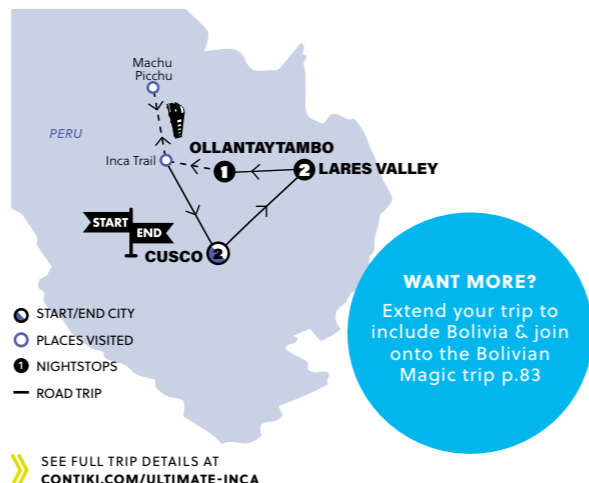 Machu
Picchu
PERU
OLLANTAYTAMBO
Inca Trail
1
2 LARES VALLEY
START
END
CUSCO 2
START/END CITY
PLACES VISITED
1 NIGHTSTOPS
ROAD TRIP
WANT MORE?
Extend your trip to
include Bolivia & join
onto the Bolivian
Magic trip p.83
SEE FULL TRIP DETAILS AT
CONTIKI.COM/ULTIMATE-INCA